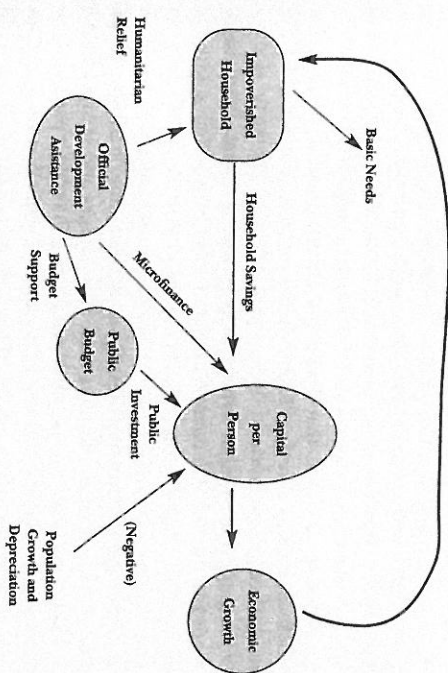 Basic Needs
Impoverished
Household
Household Savings
Humanitarian
Relief
Official
Development
Asistance
Microfinance
Budget
Support
Public
Budget
Public
Investment
Capital
per
Person
Economic
Growth
(Negative)
Population
Growth and
Depreciation